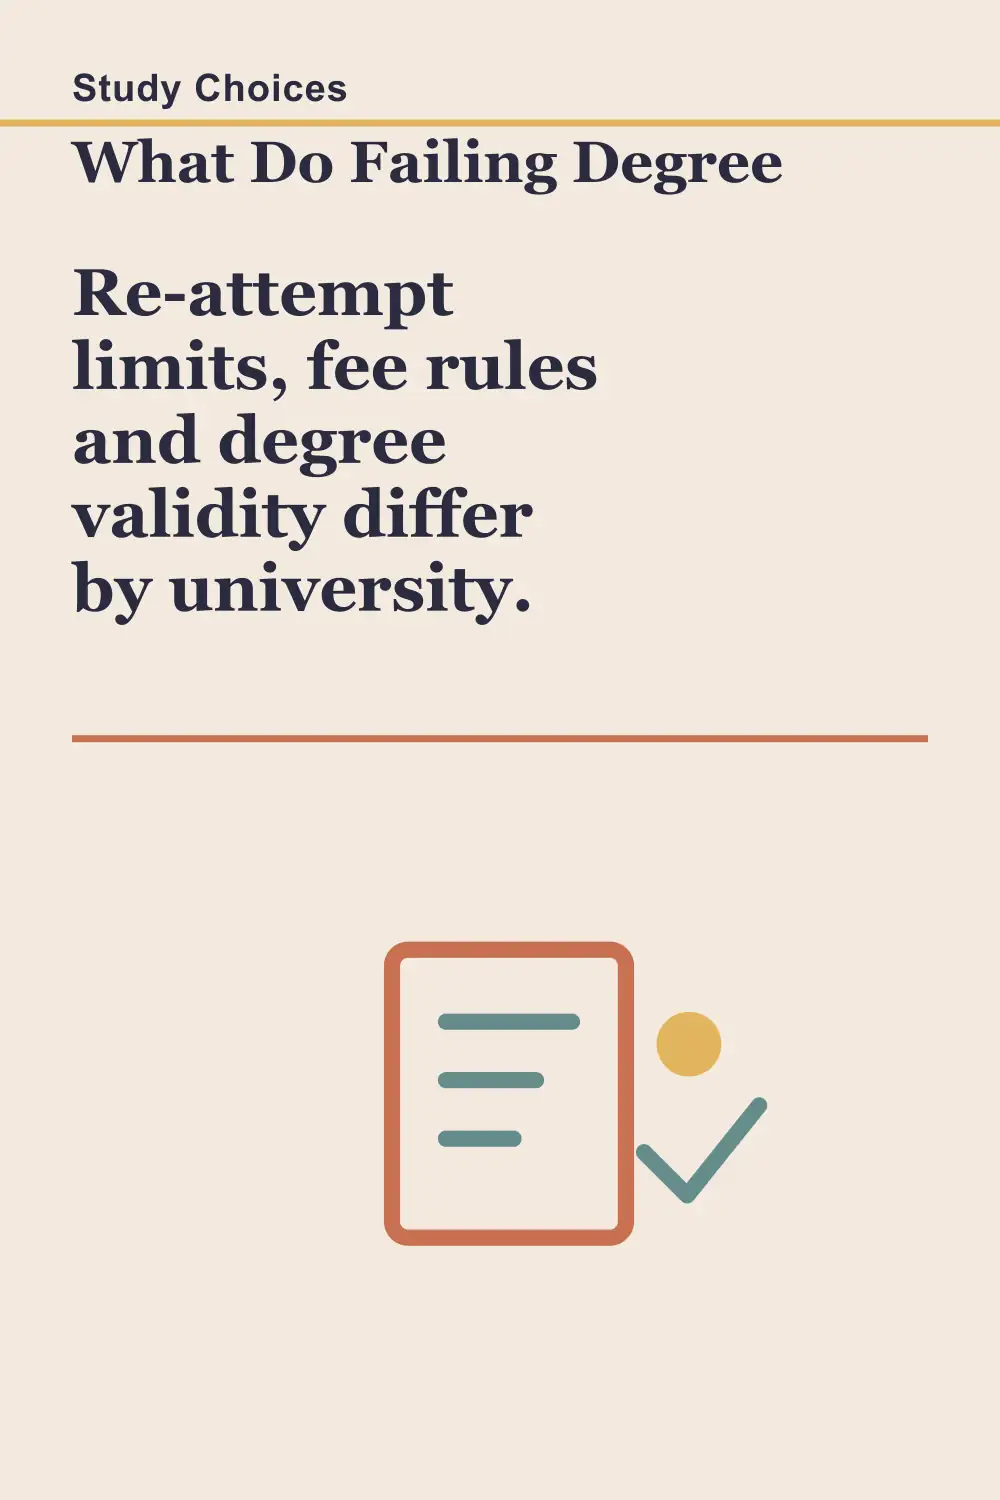 Study Choices
What Do Failing Degree
Re-attempt
limits, fee rules
and degree
validity differ
by university.